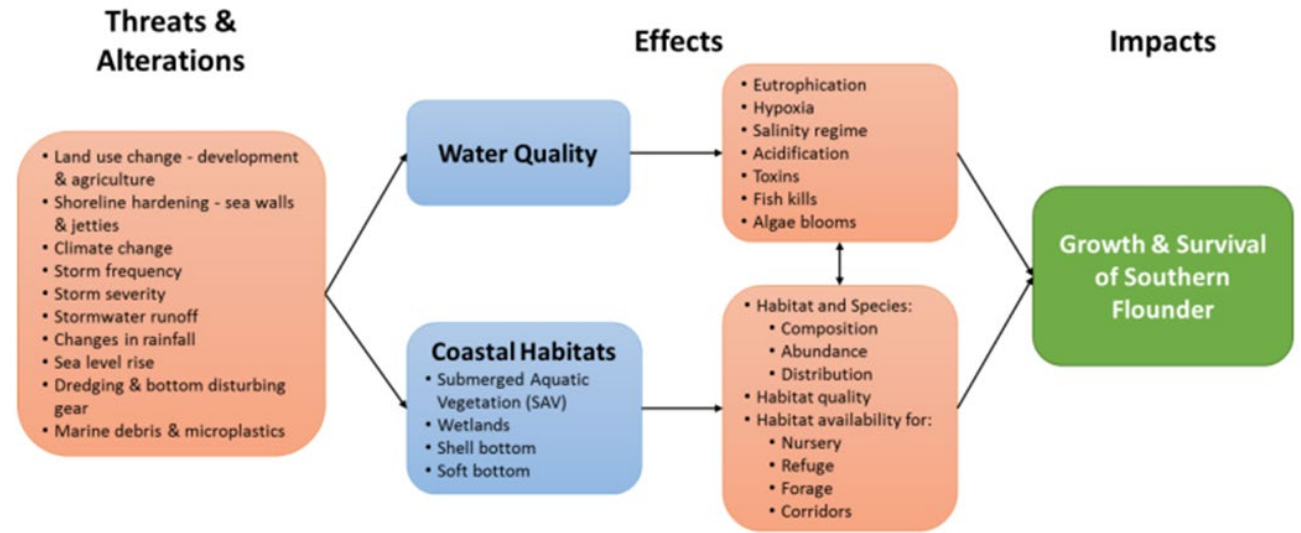 Threats &
Alterations
Effects
Impacts
• Land use change - development
& agriculture
• Shoreline hardening - sea walls
& jetties
• Climate change
• Storm frequency
• Storm severity
• Stormwater runoff
• Changes in rainfall
• Sea level rise
• Dredging & bottom disturbing
gear
• Marine debris & microplastics
Water Quality
Coastal Habitats
• Submerged Aquatic
Vegetation (SAV)
• Wetlands
• Shell bottom
• Soft bottom
• Eutrophication
• Hypoxia
• Salinity regime
• Acidification
• Toxins
• Fish kills
• Algae blooms
• Habitat and Species:
• Composition
• Abundance
• Distribution
• Habitat quality
• Habitat availability for:
• Nursery
• Refuge
• Forage
• Corridors
Growth & Survival
of Southern
Flounder